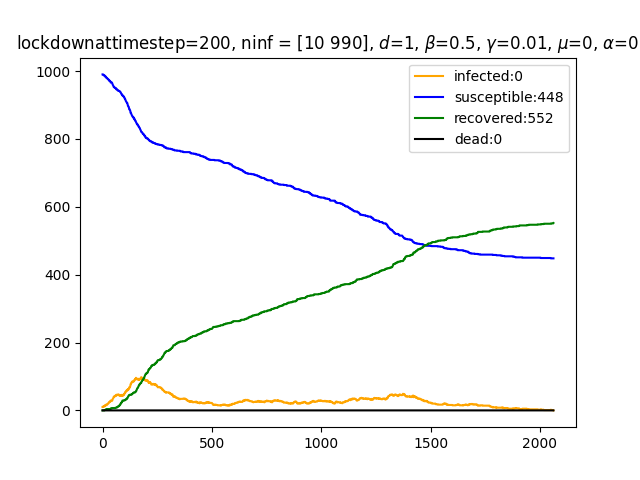 lockdownattimestep=200, ninf = [10 990], d=1, β=0.5, γ=0.01, μ=0, α=0
1000
800
600
400
200
0
infected:0
susceptible:448
recovered:552
dead:0
0 500 1000 1500 2000